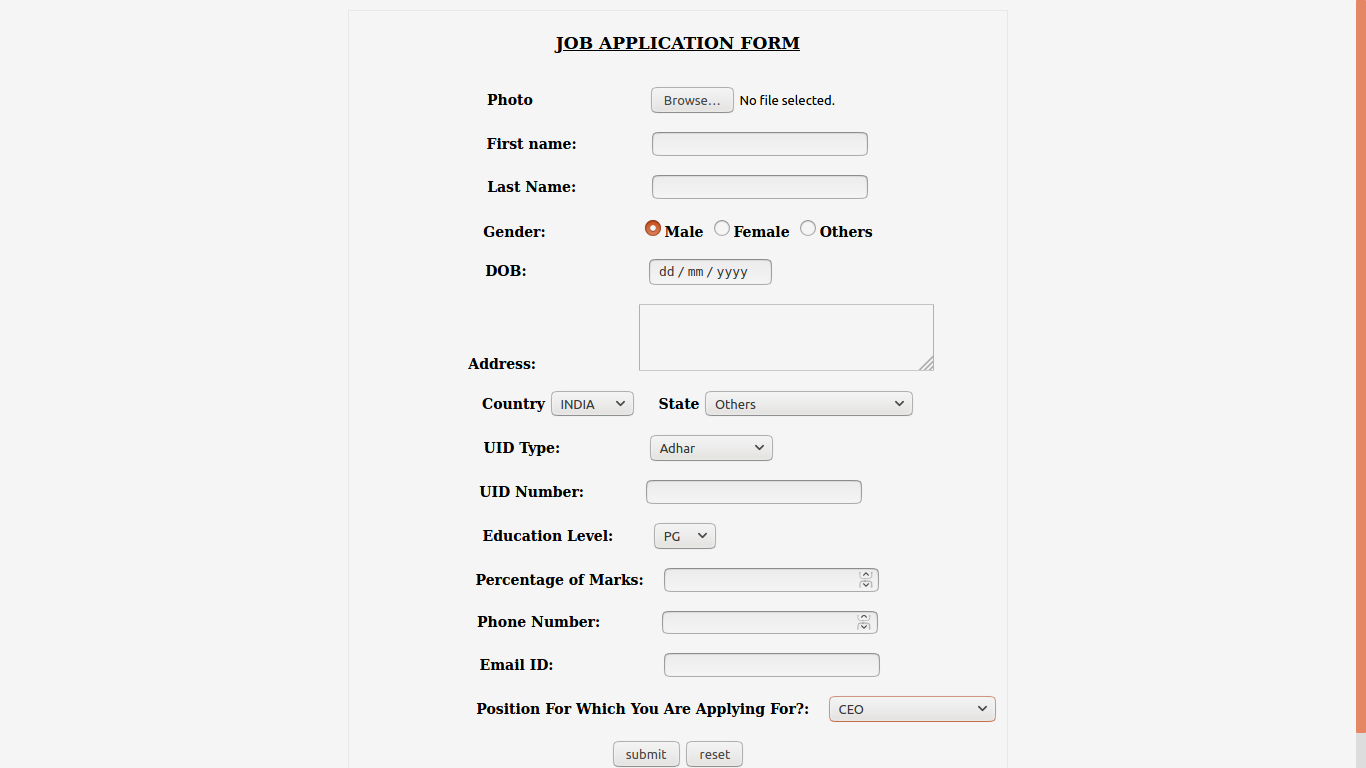 JOB APPLICATION FORM
Photo Browse... No file selected.
First name:
Last Name:
Gender: Male Female Others
DOB: dd / mm / yyyy
Address:
Country INDIA State Others
UID Type: Adhar
UID Number:
Education Level: PG
Percentage of Marks:
Phone Number:
Email ID:
Position For Which You Are Applying For?: CEO
submit reset